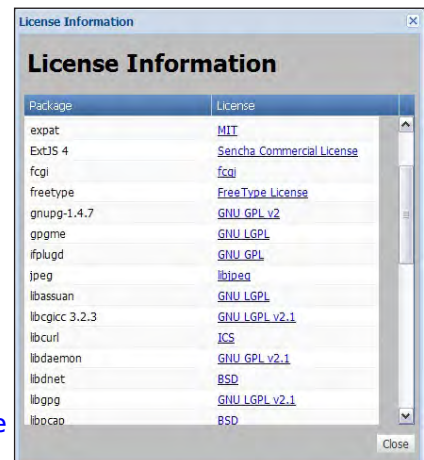 License Information
License Information
Package License
expat MIT
ExtJS 4 Sencha Commercial License
fcgi fcgi
freetype FreeType License
gnupg-1.4.7 GNU GPL v2
gpgme GNU LGPL
ifplugd GNU GPL
jpeg libjpeg
libassuan GNU LGPL
libcgicc 3.2.3 GNU LGPL v2.1
libcurl ICS
libdaemon GNU GPL v2.1
libdnet BSD
libgpg GNU LGPL v2.1
e libpcap BSD
Close